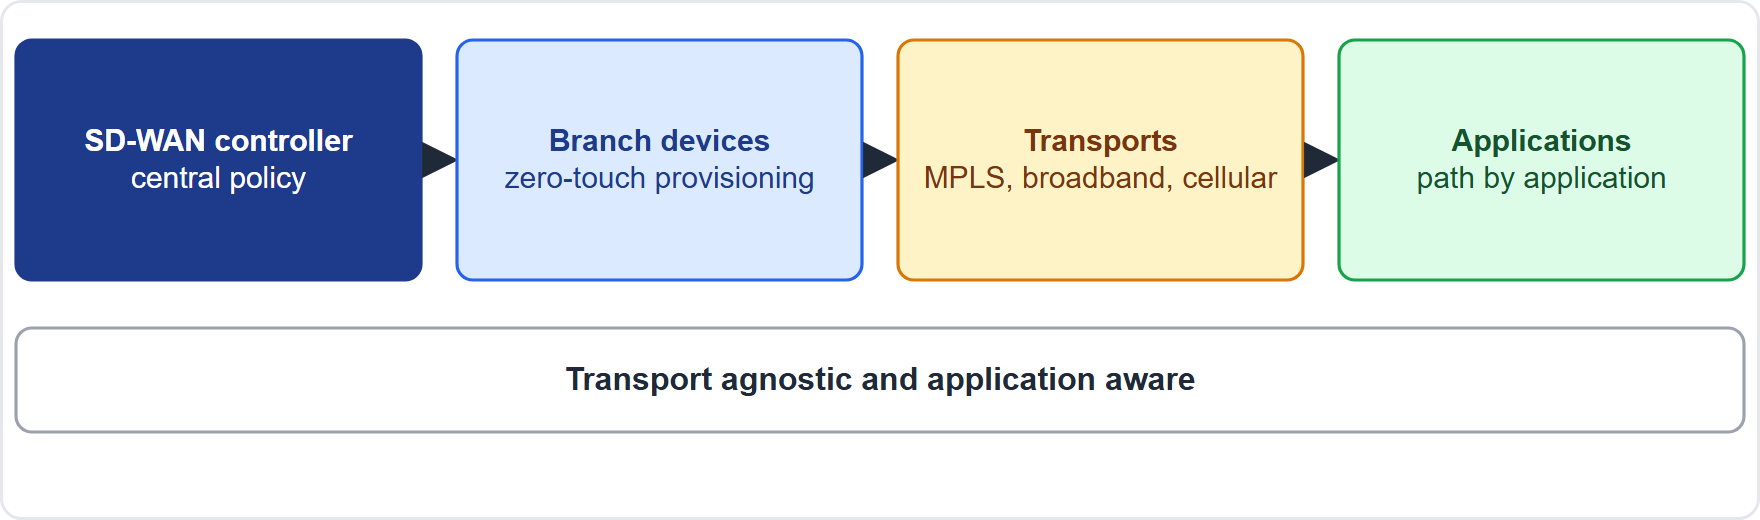 SD-WAN controller
central policy
Branch devices
zero-touch provisioning
Transports
MPLS, broadband, cellular
Applications
path by application
Transport agnostic and application aware